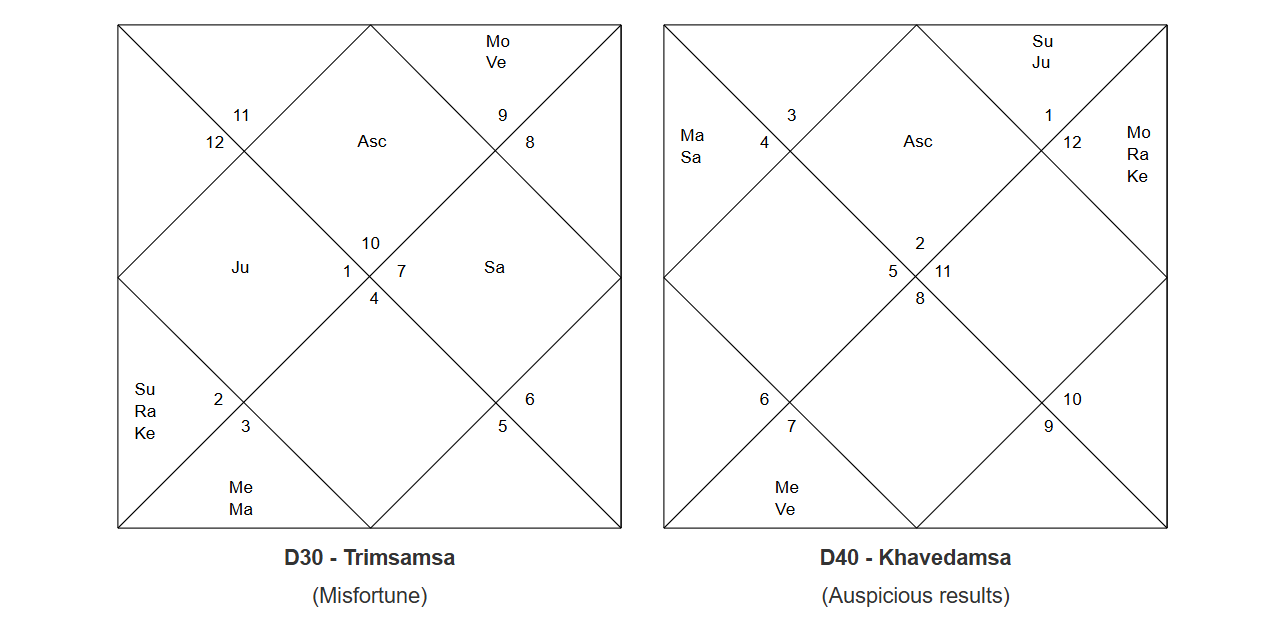 Mo
Ve
11
9
12
Asc
8
10
Ju
1
7
Sa
4
Su
Ra
Ke
2
6
3
5
Me
Ma
D30 - Trimsamsa
(Misfortune)
Su
Ju
3
1
Ma
Sa
4
Asc
12
Mo
Ra
Ke
2
5
11
8
6
10
7
9
Me
Ve
D40 - Khavedamsa
(Auspicious results)